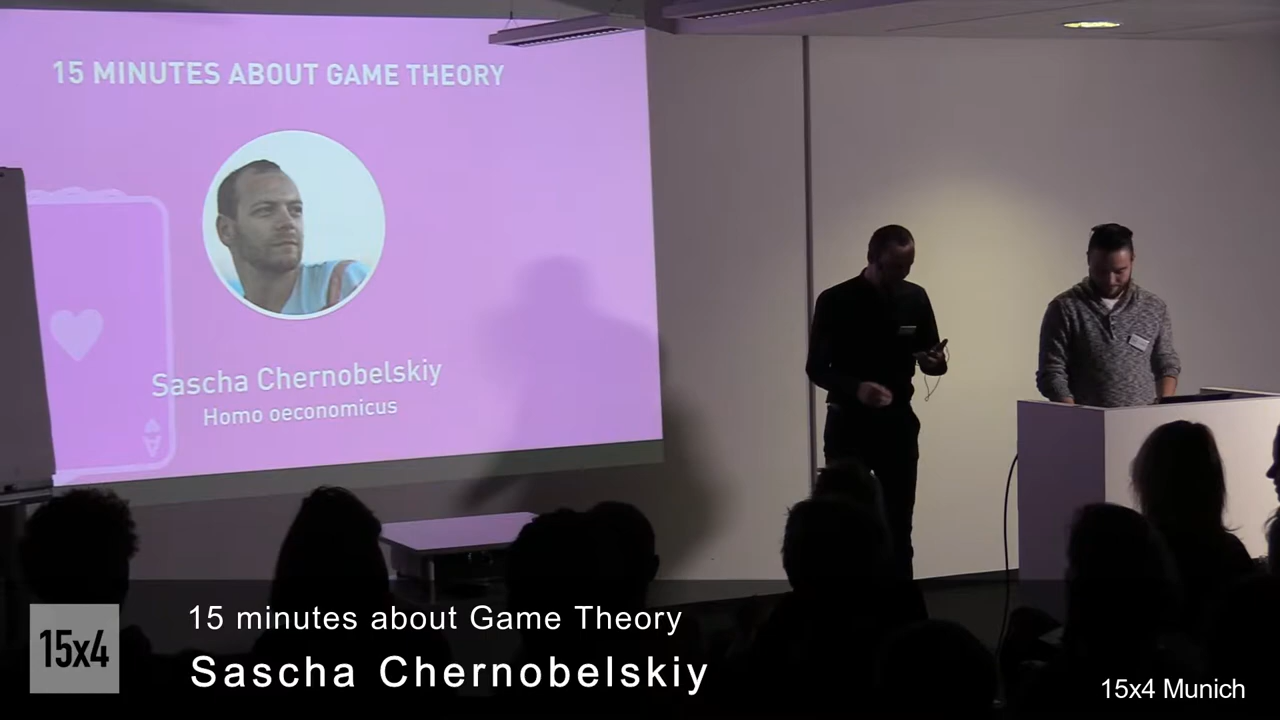 15 MINUTES ABOUT GAME THEORY
Sascha Chernobelskiy
Homo oeconomicus
15x4
15 minutes about Game Theory
Sascha Chernobelskiy
15x4 Munich